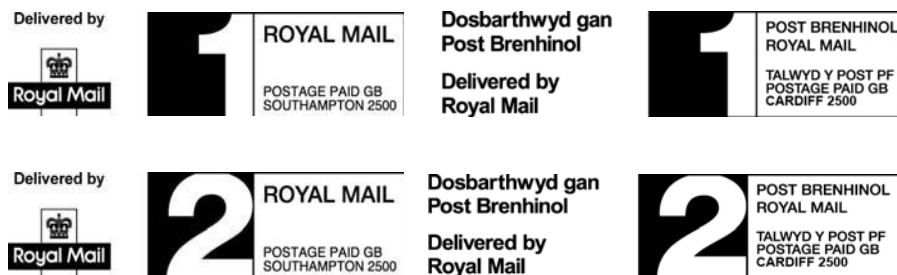 Delivered by
Royal Mail
1
ROYAL MAIL
POSTAGE PAID GB
SOUTHAMPTON 2500
Dosbarthwyd gan
Post Brenhinol
Delivered by
Royal Mail
1
POST BRENHINOL
ROYAL MAIL
TALWYD Y POST PF
POSTAGE PAID GB
CARDIFF 2500
Delivered by
Royal Mail
2
ROYAL MAIL
POSTAGE PAID GB
SOUTHAMPTON 2500
Dosbarthwyd gan
Post Brenhinol
Delivered by
Royal Mail
2
POST BRENHINOL
ROYAL MAIL
TALWYD Y POST PF
POSTAGE PAID GB
CARDIFF 2500